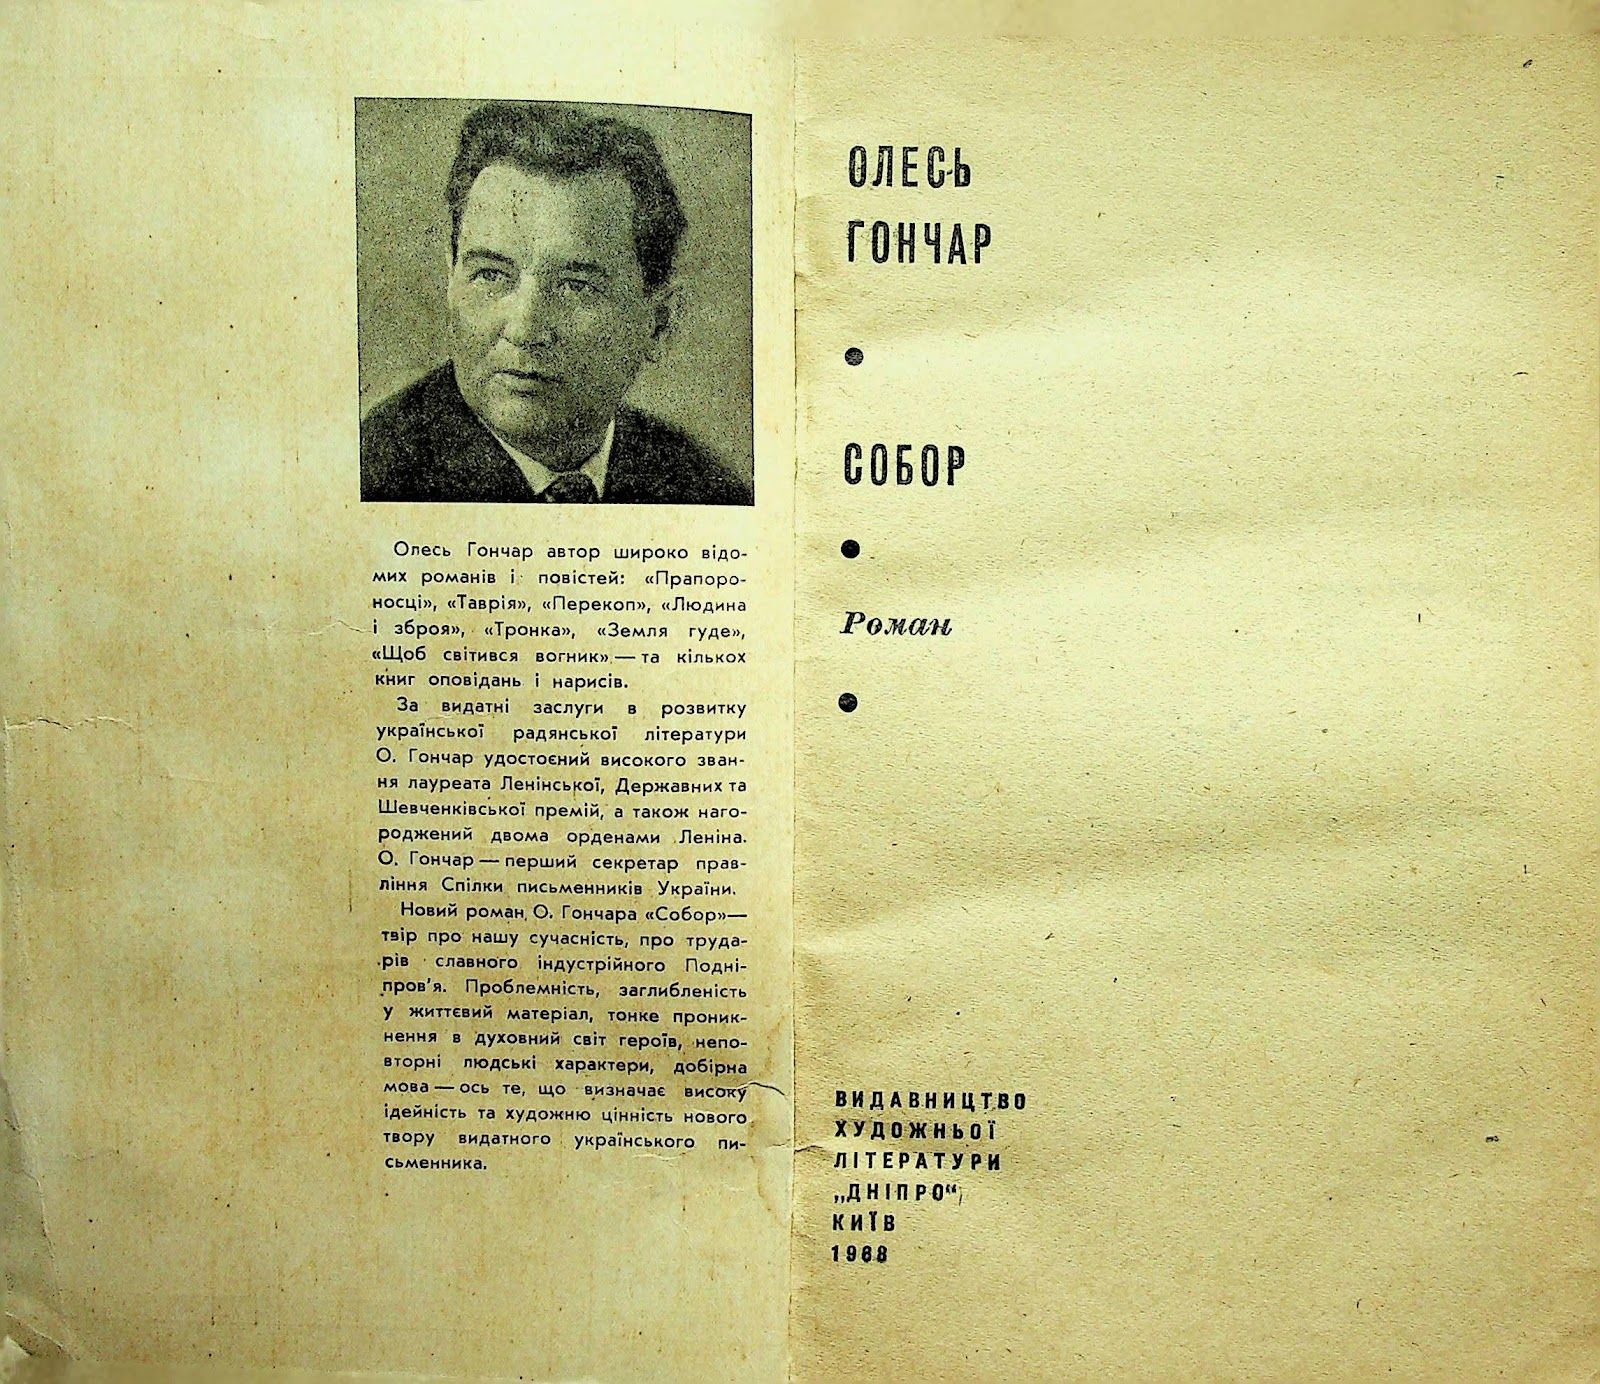 Олесь Гончар автор широко відо-
мих романів і повістей: «Прапоро-
носці», «Таврія», «Перекоп», «Людина
і зброя», «Тронка», «Земля гуде»,
«Щоб світився вогник» — та кількох
книг оповідань і нарисів.
За видатні заслуги в розвитку
української радянської літератури
О. Гончар удостоєний високого зван-
ня лауреата Ленінської, Державних та
Шевченківської премій, а також наго-
роджений двома орденами Леніна.
О. Гончар — перший секретар прав-
ління Спілки письменників України.
Новий роман О. Гончара «Собор» —
твір про нашу сучасність, про труда-
рів славного індустрійного Подні-
пров'я. Проблемність, заглибленість
у життєвий матеріал, тонке проник-
нення в духовний світ героїв, непо-
вторні людські характери, добірна
мова — ось те, що визначає високу
ідейність та художню цінність нового
твору видатного українського пи-
сьменника.
ОЛЕСЬ
ГОНЧАР
СОБОР
Роман
ВИДАВНИЦТВО
ХУДОЖНЬОЇ
ЛІТЕРАТУРИ
„ДНІПРО“
КИЇВ
1968